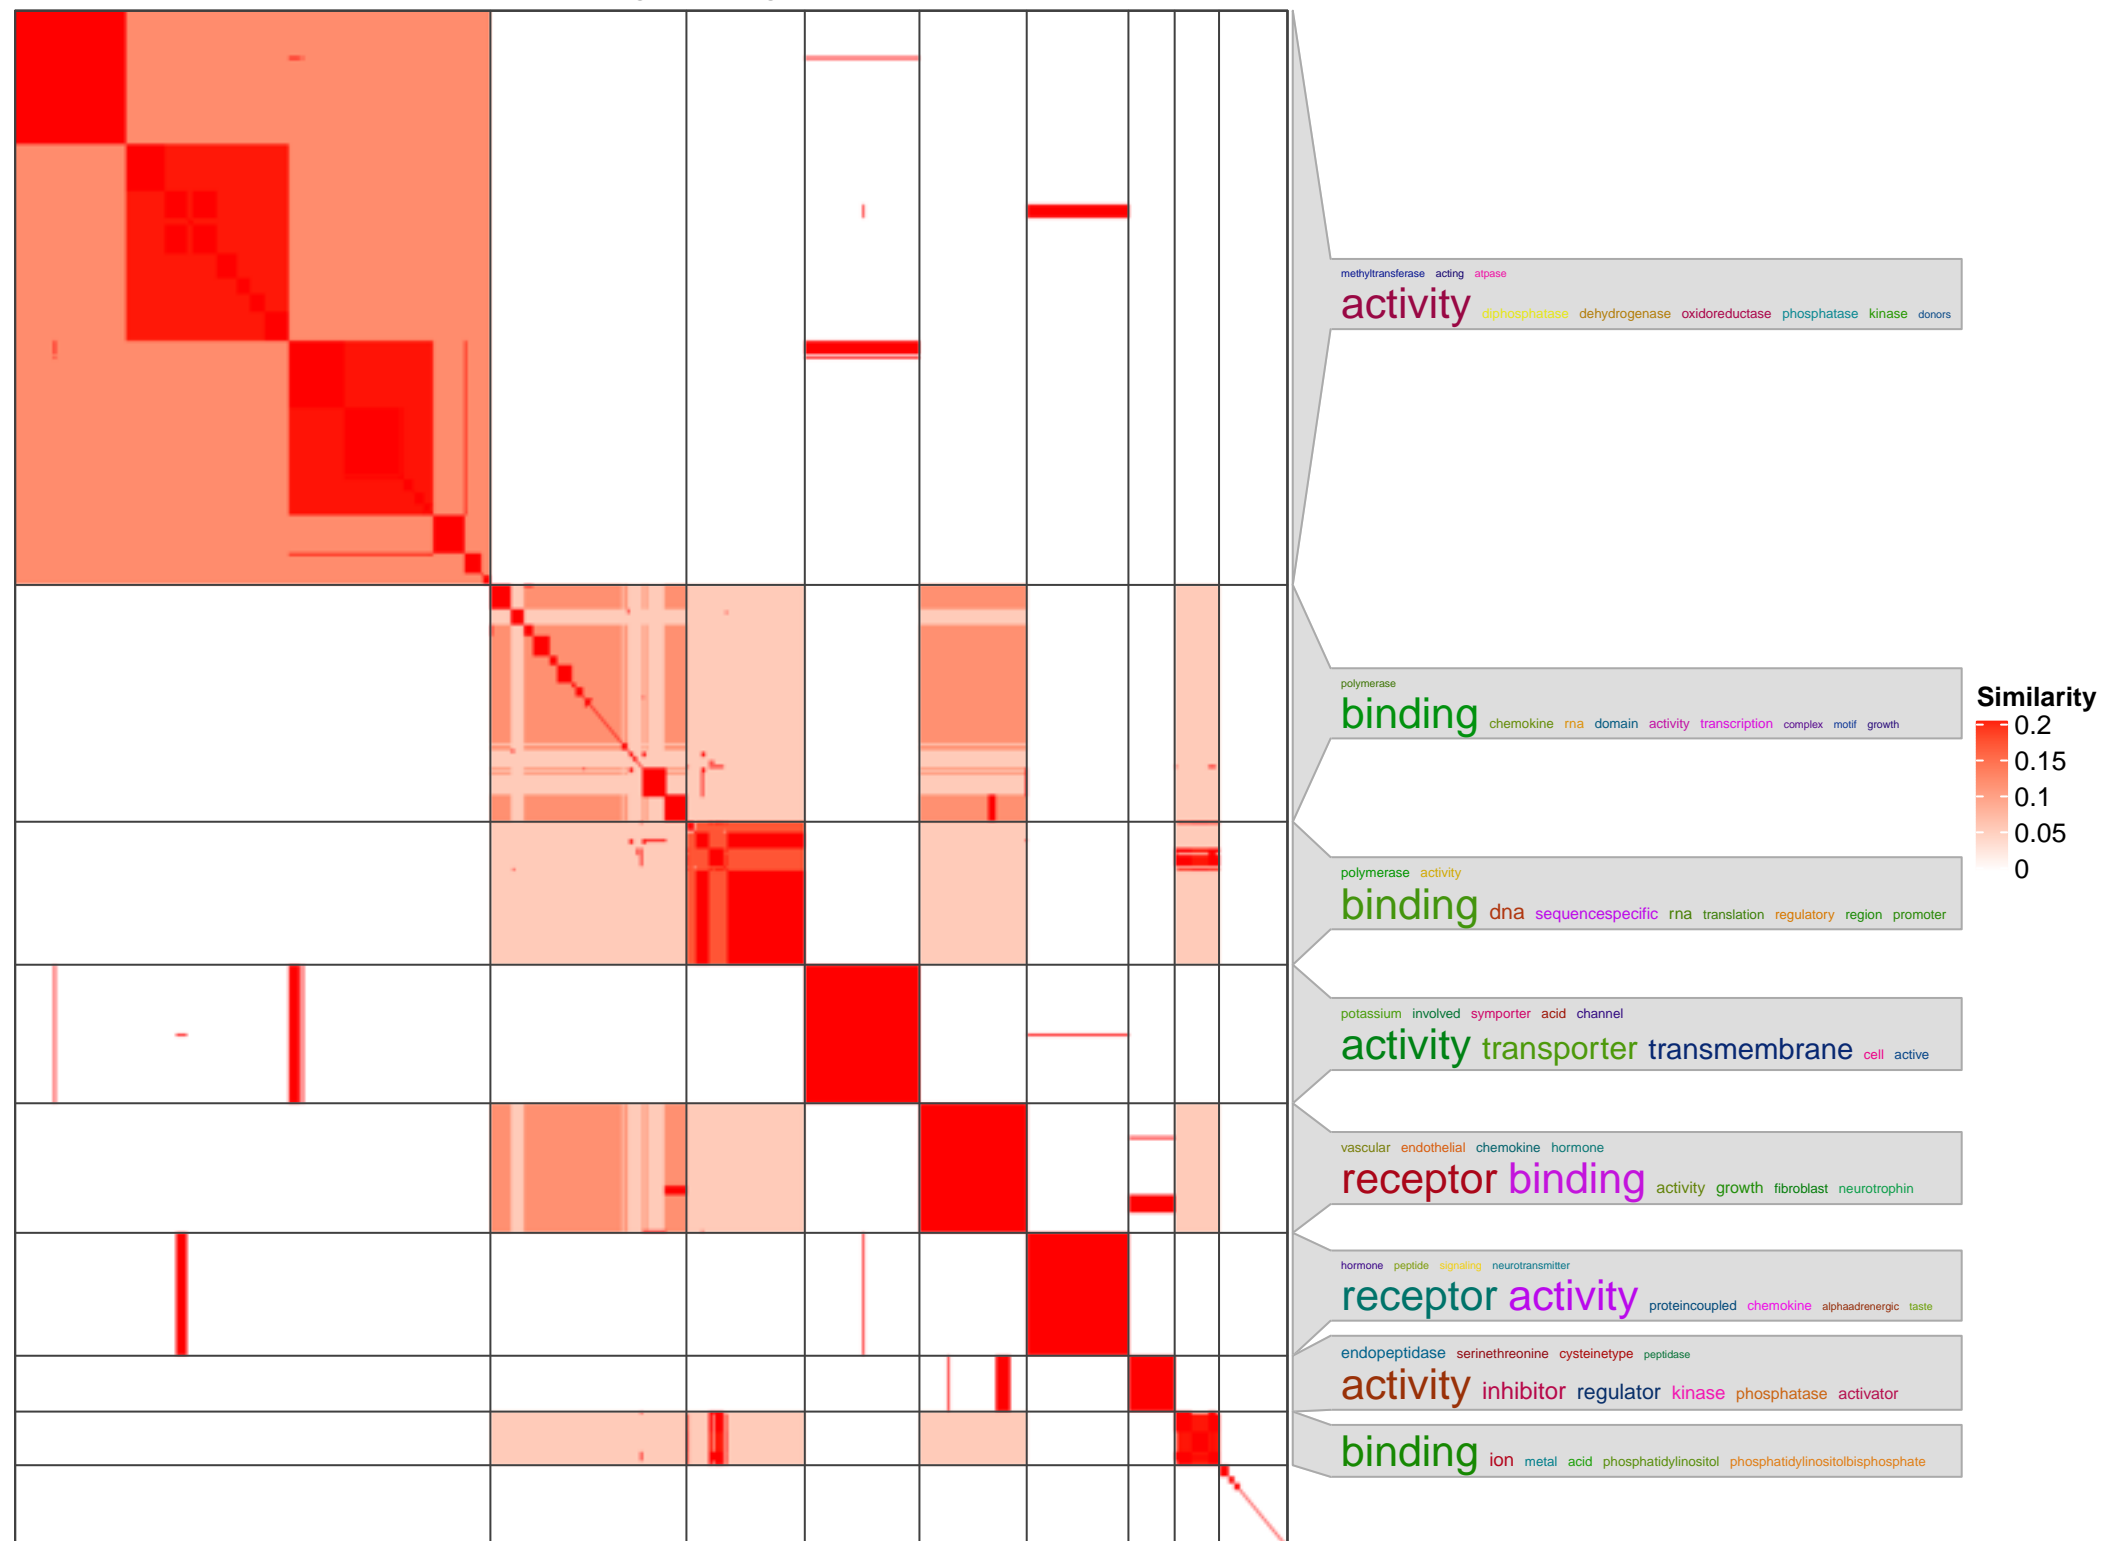 methyltransferase acting atpase
activity diphosphatase dehydrogenase oxidoreductase phosphatase kinase donors
polymerase
binding chemokine rna domain activity transcription complex motif growth
polymerase activity
binding dna sequencespecific rna translation regulatory region promoter
potassium involved symporter acid channel
activity transporter transmembrane cell active
vascular endothelial chemokine hormone
receptor binding activity growth fibroblast neurotrophin
hormone peptide signaling neurotransmitter
receptor activity proteincoupled chemokine alphaadrenergic taste
endopeptidase serinethreonine cysteinetype peptidase
activity inhibitor regulator kinase phosphatase activator
binding ion metal acid phosphatidylinositol phosphatidylinositolbisphosphate
Similarity
0.2
0.15
0.1
0.05
0